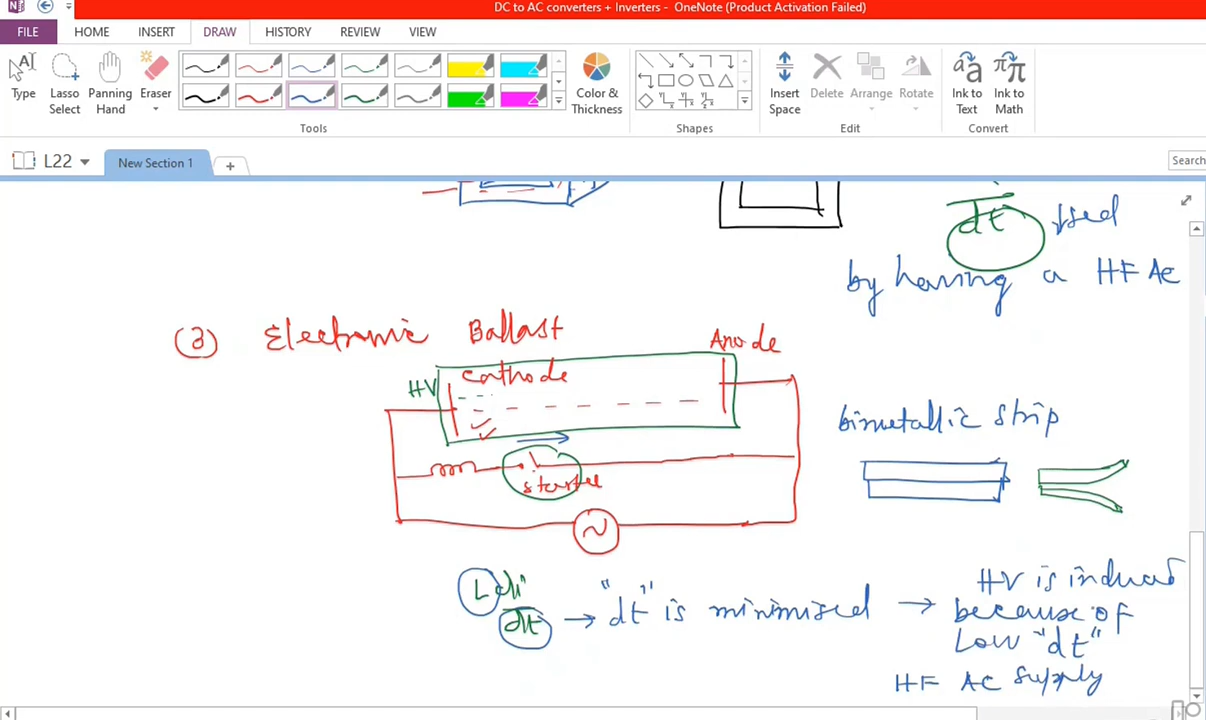 DC to AC converters + Inverters - OneNote (Product Activation Failed)
FILE HOME INSERT DRAW HISTORY REVIEW VIEW
Type Lasso Select Panning Hand Eraser
Color & Thickness
Insert Space Delete Arrange Rotate
Ink to Text Ink to Math
Tools Shapes Edit Convert
L22 New Section 1 Search
dt used
by having a HF AC
(3) Electronic Ballast
Anode
cathode
HV
bimetallic strip
starter
L di/dt → "dt" is minimised → HV is induced
because of
Low "dt"
HF AC supply